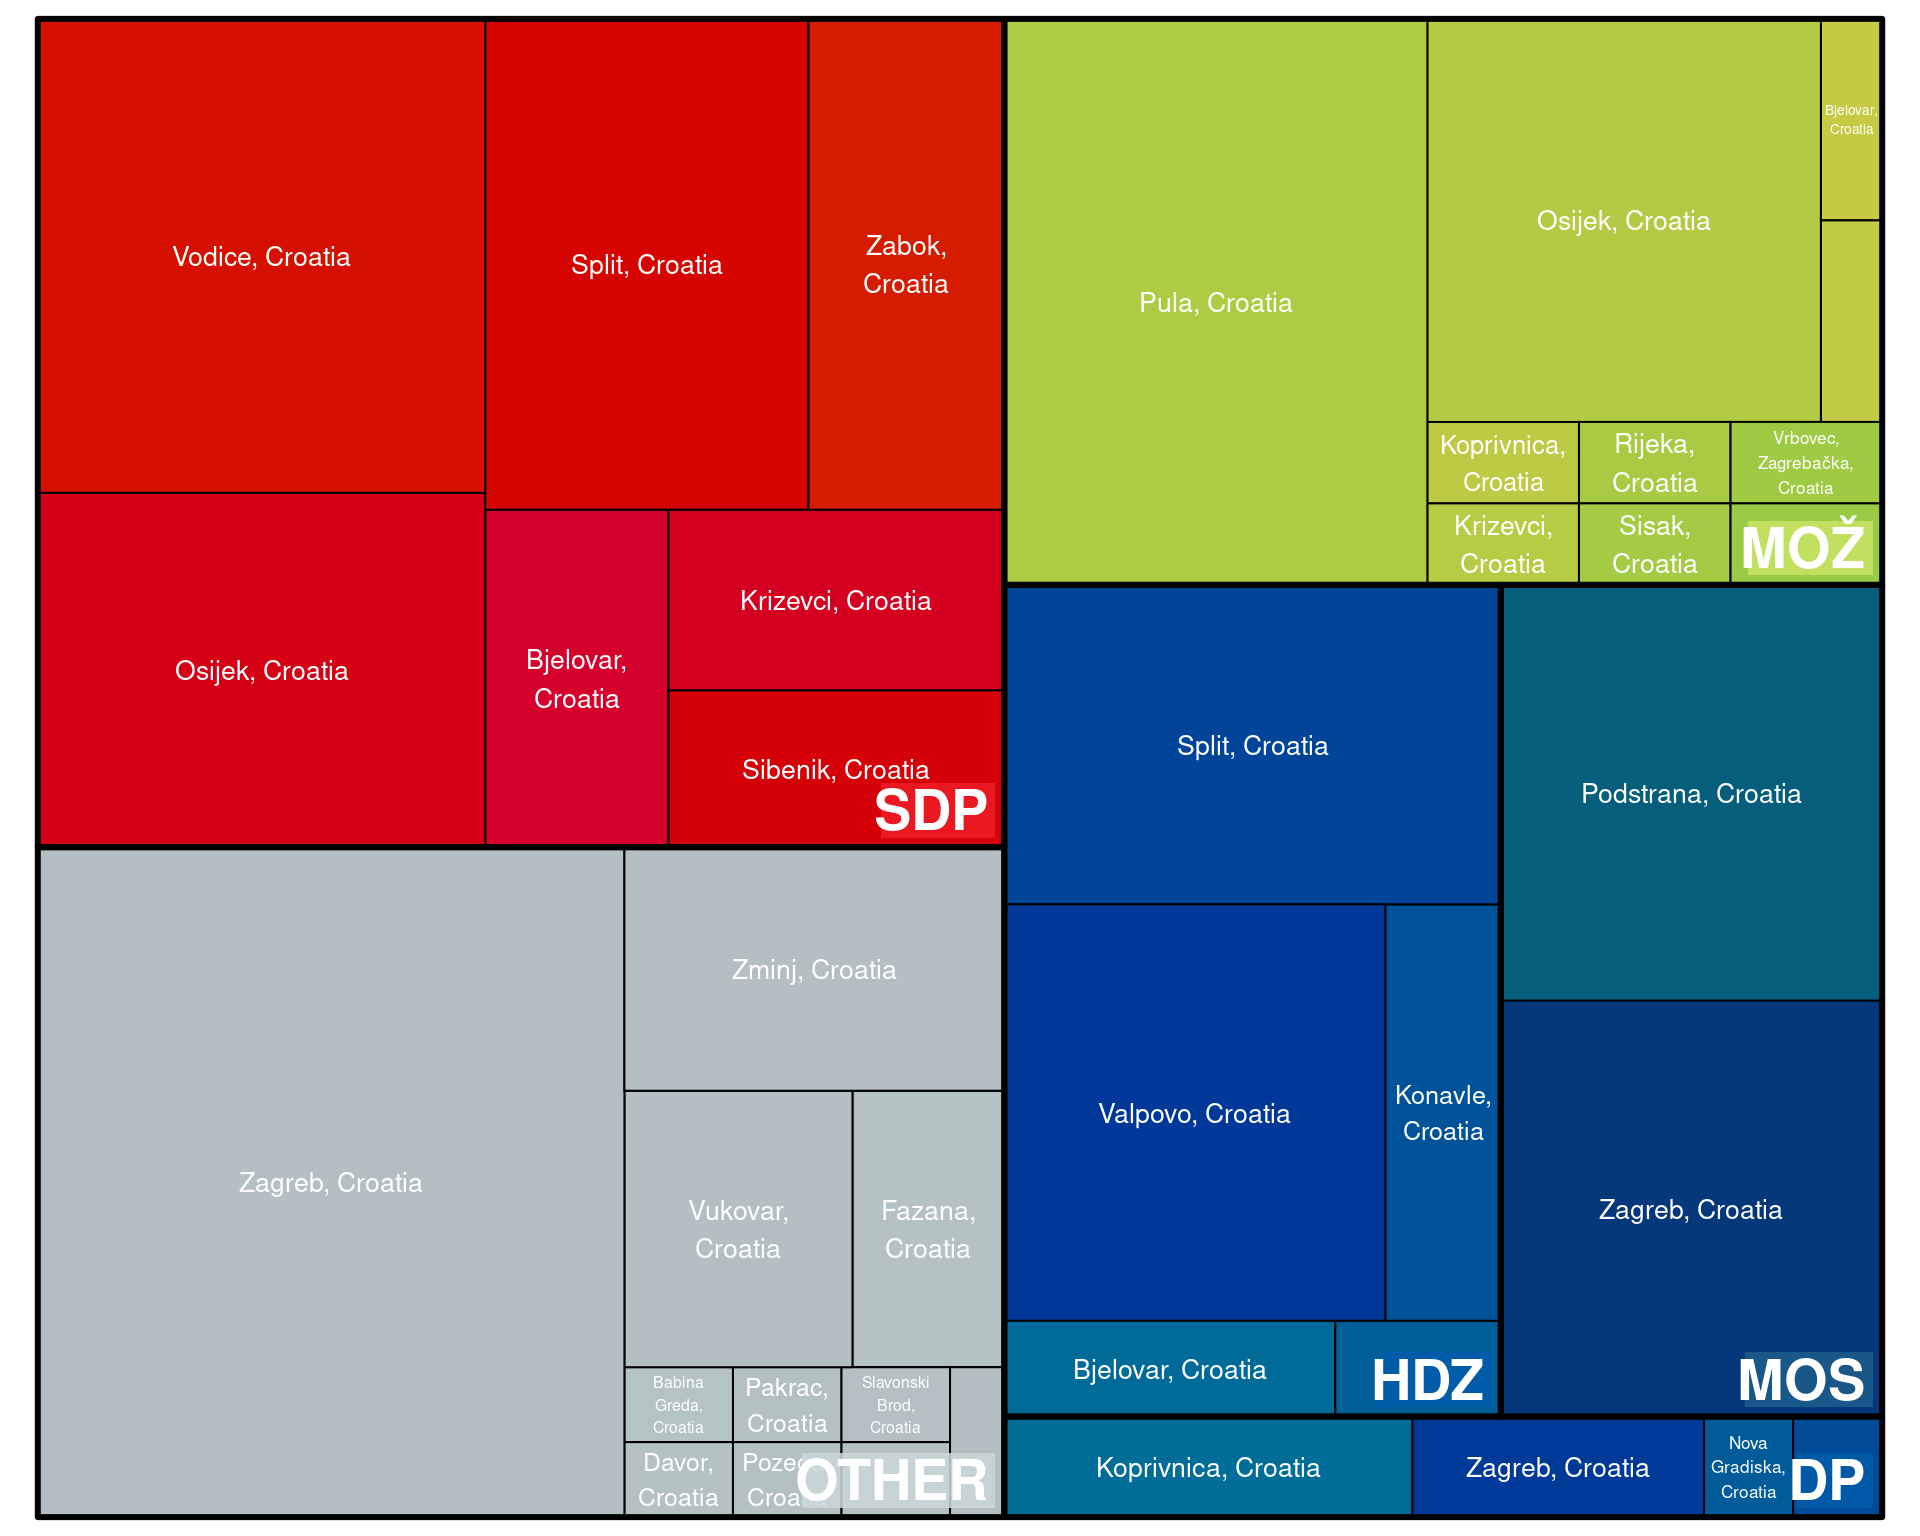 Vodice, Croatia
Split, Croatia
Zabok,
Croatia
Osijek, Croatia
Bjelovar,
Croatia
Krizevci, Croatia
Sibenik, Croatia
SDP
Pula, Croatia
Osijek, Croatia
Bjelovar,
Croatia
Koprivnica,
Croatia
Rijeka,
Croatia
Vrbovec,
Zagrebačka,
Croatia
Krizevci,
Croatia
Sisak,
Croatia
MOŽ
Zagreb, Croatia
Zminj, Croatia
Vukovar,
Croatia
Fazana,
Croatia
Babina
Greda,
Croatia
Pakrac,
Croatia
Slavonski
Brod,
Croatia
Davor,
Croatia
OTHER
Split, Croatia
Valpovo, Croatia
Konavle,
Croatia
Bjelovar, Croatia
HDZ
Podstrana, Croatia
Zagreb, Croatia
MOS
Koprivnica, Croatia
Zagreb, Croatia
Nova
Gradiska,
Croatia
DP